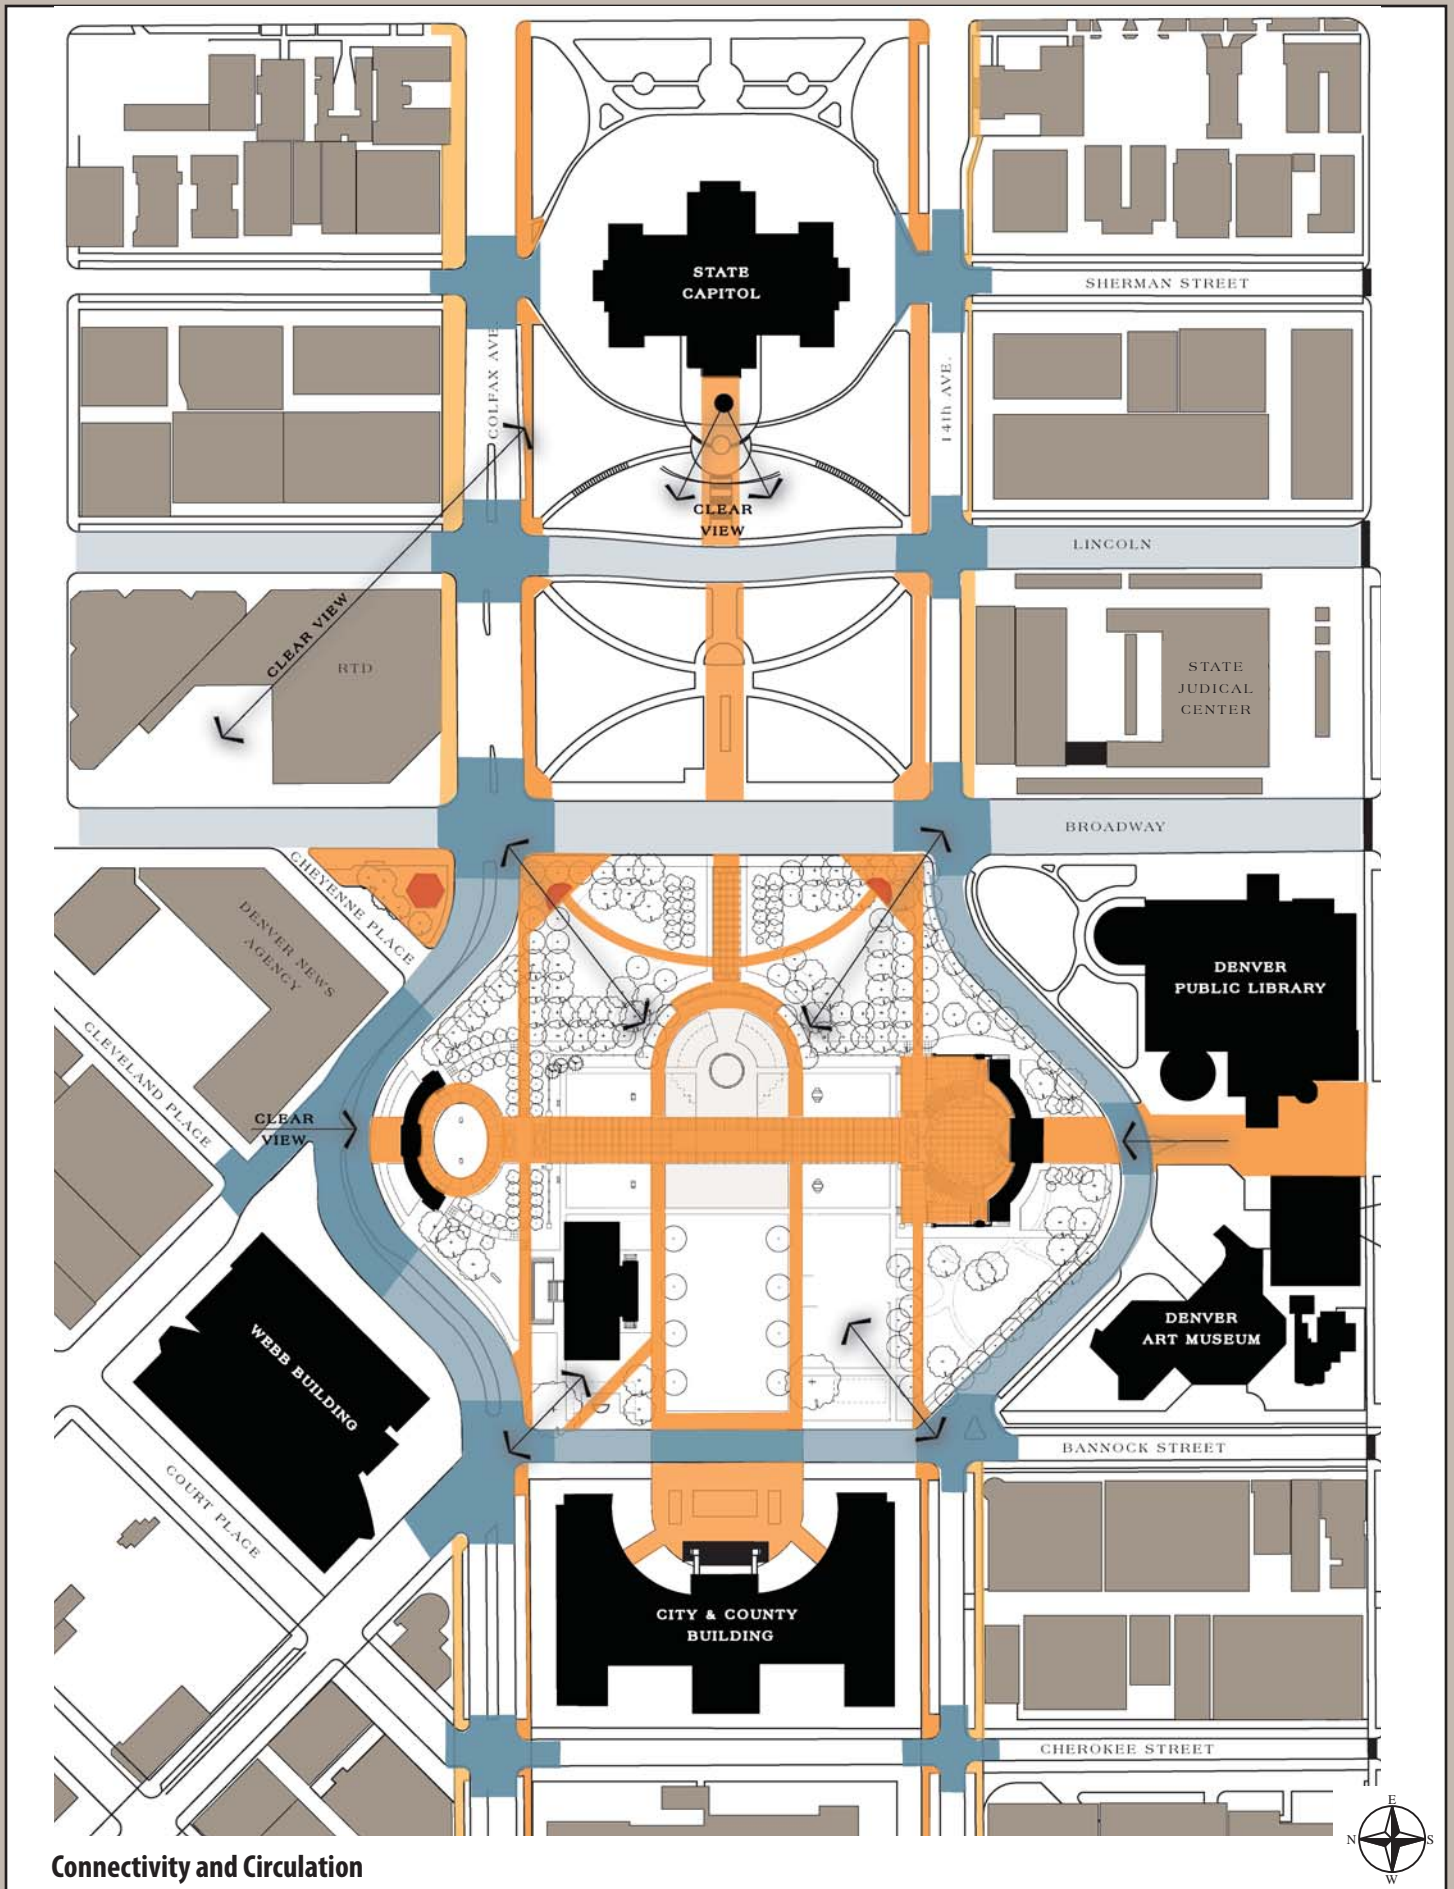 STATE
CAPITOL
SHERMAN STREET
COLFAX AVE.
14th AVE.
CLEAR
VIEW
LINCOLN
CLEAR VIEW
RTD
STATE
JUDICAL
CENTER
BROADWAY
CHEYENNE PLACE
DENVER NEWS
AGENCY
DENVER
PUBLIC LIBRARY
CLEVELAND PLACE
CLEAR
VIEW
DENVER
ART MUSEUM
WEBB BUILDING
BANNOCK STREET
COURT PLACE
CITY & COUNTY
BUILDING
CHEROKEE STREET
E
N
S
W
Connectivity and Circulation